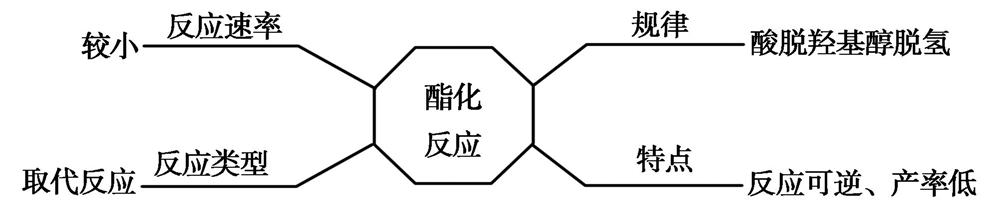 较小
反应速率
规律
酸脱羟基醇脱氢
酯化
反应
取代反应
反应类型
特点
反应可逆、产率低